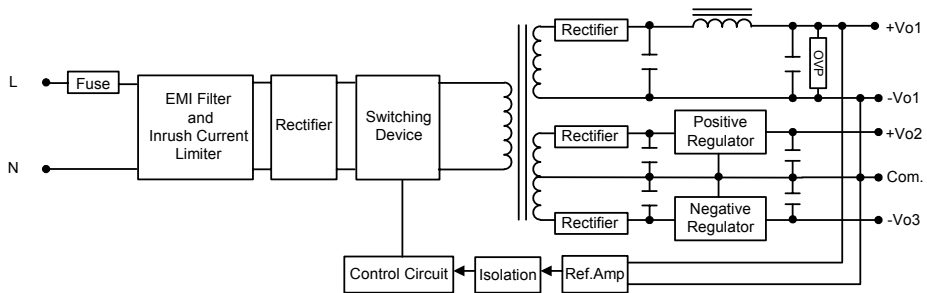 L
N
Fuse
EMI Filter
and
Inrush Current
Limiter
Rectifier
Switching
Device
Rectifier
OVP
+Vo1
-Vo1
Rectifier
Positive
Regulator
+Vo2
Com.
Rectifier
Negative
Regulator
-Vo3
Control Circuit
Isolation
Ref.Amp